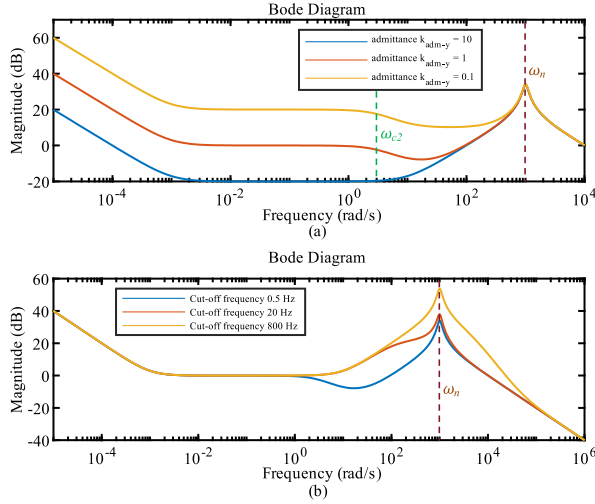 Bode Diagram
Magnitude (dB)
60
40
20
0
-20
admittance k_adm-y = 10
admittance k_adm-y = 1
admittance k_adm-y = 0.1
ω_n
ω_c2
10^-4
10^-2
10^0
10^2
10^4
Frequency (rad/s)
(a)
Bode Diagram
Magnitude (dB)
60
40
20
0
-20
-40
Cut-off frequency 0.5 Hz
Cut-off frequency 20 Hz
Cut-off frequency 800 Hz
ω_n
10^-4
10^-2
10^0
10^2
10^4
10^6
Frequency (rad/s)
(b)